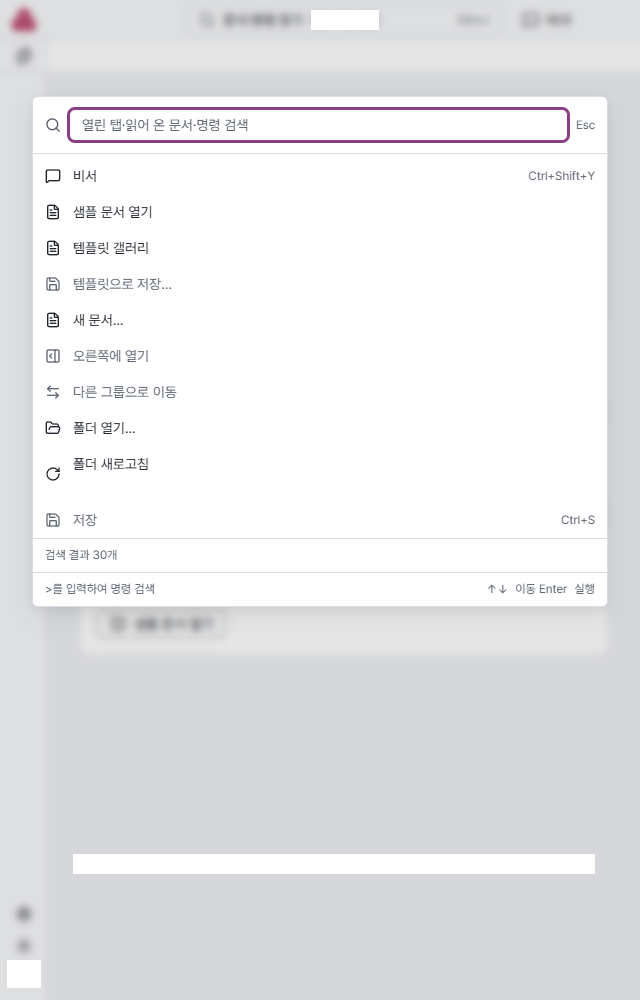 열린 탭·읽어 온 문서·명령 검색 Esc
비서 Ctrl+Shift+Y
샘플 문서 열기
템플릿 갤러리
템플릿으로 저장...
새 문서...
오른쪽에 열기
다른 그룹으로 이동
폴더 열기...
폴더 새로고침
저장 Ctrl+S
검색 결과 30개
>를 입력하여 명령 검색 ↑↓ 이동 Enter 실행